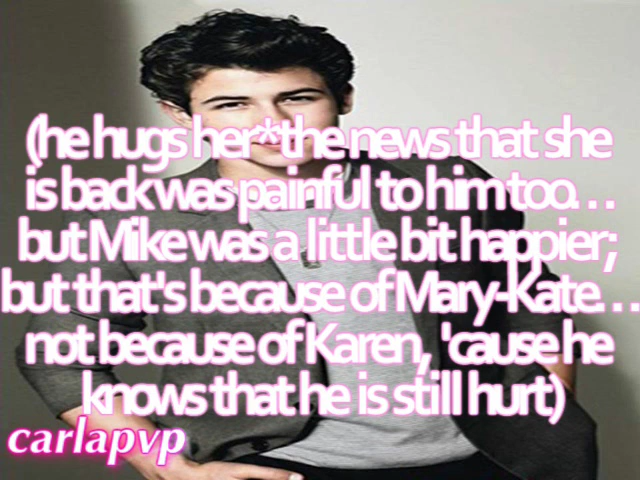 (he hugs her*the news that she
is back was painful to him too…
but Mike was a little bit happier;
but that's because of Mary-Kate…
not because of Karen, 'cause he
knows that he is still hurt)
carlapvp